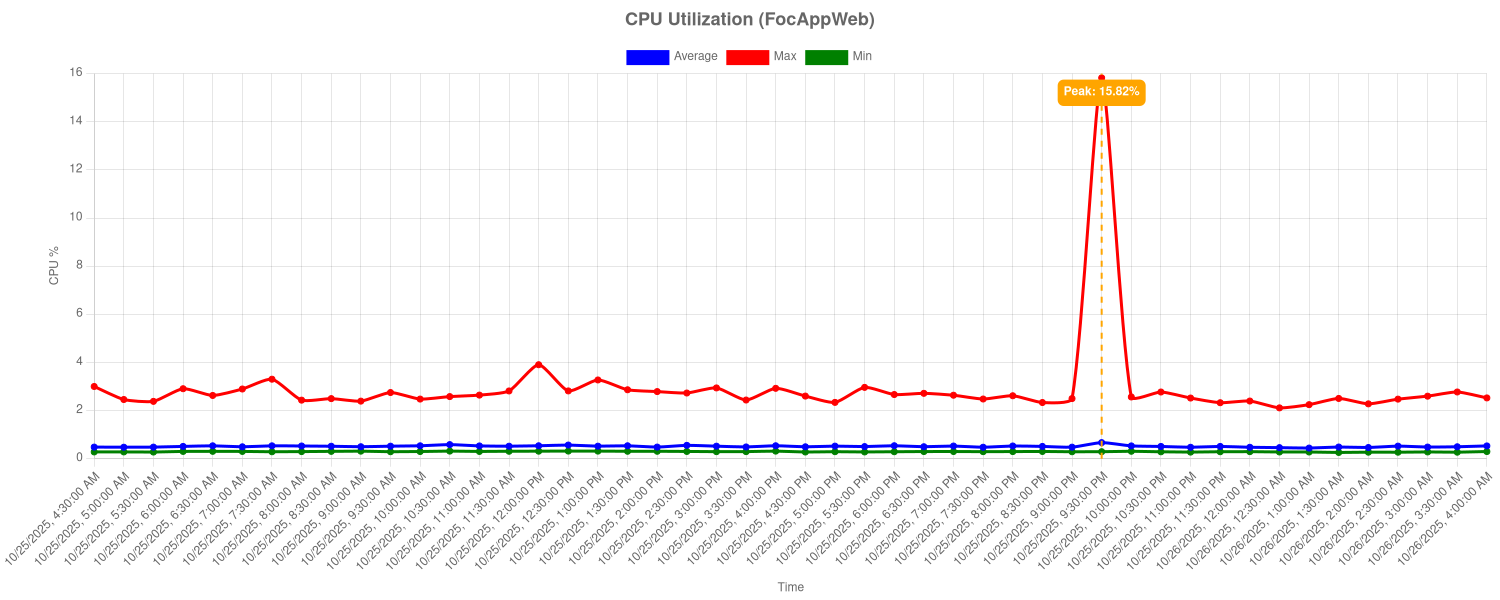 CPU Utilization (FocAppWeb)
Average Max Min
16
14
12
10
8
6
4
2
0
CPU %
Peak: 15.82%
10/25/2025, 4:30:00 AM
10/25/2025, 5:00:00 AM
10/25/2025, 5:30:00 AM
10/25/2025, 6:00:00 AM
10/25/2025, 6:30:00 AM
10/25/2025, 7:00:00 AM
10/25/2025, 7:30:00 AM
10/25/2025, 8:00:00 AM
10/25/2025, 8:30:00 AM
10/25/2025, 9:00:00 AM
10/25/2025, 9:30:00 AM
10/25/2025, 10:00:00 AM
10/25/2025, 10:30:00 AM
10/25/2025, 11:00:00 AM
10/25/2025, 11:30:00 AM
10/25/2025, 12:00:00 PM
10/25/2025, 12:30:00 PM
10/25/2025, 1:00:00 PM
10/25/2025, 1:30:00 PM
10/25/2025, 2:00:00 PM
10/25/2025, 2:30:00 PM
10/25/2025, 3:00:00 PM
10/25/2025, 3:30:00 PM
10/25/2025, 4:00:00 PM
10/25/2025, 4:30:00 PM
10/25/2025, 5:00:00 PM
10/25/2025, 5:30:00 PM
10/25/2025, 6:00:00 PM
10/25/2025, 6:30:00 PM
10/25/2025, 7:00:00 PM
10/25/2025, 7:30:00 PM
10/25/2025, 8:00:00 PM
10/25/2025, 8:30:00 PM
10/25/2025, 9:00:00 PM
10/25/2025, 9:30:00 PM
10/25/2025, 10:00:00 PM
10/25/2025, 10:30:00 PM
10/25/2025, 11:00:00 PM
10/25/2025, 11:30:00 PM
10/26/2025, 12:00:00 AM
10/26/2025, 12:30:00 AM
10/26/2025, 1:00:00 AM
10/26/2025, 1:30:00 AM
10/26/2025, 2:00:00 AM
10/26/2025, 2:30:00 AM
10/26/2025, 3:00:00 AM
10/26/2025, 3:30:00 AM
10/26/2025, 4:00:00 AM
Time